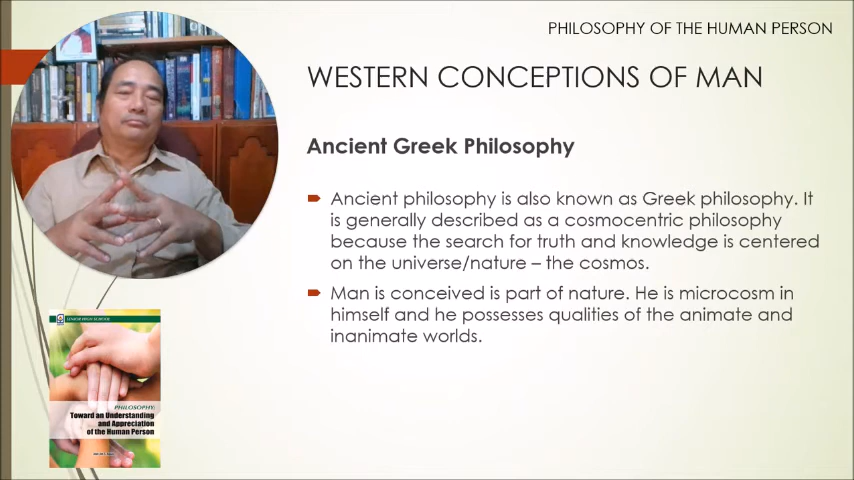 PHILOSOPHY OF THE HUMAN PERSON
WESTERN CONCEPTIONS OF MAN
Ancient Greek Philosophy
Ancient philosophy is also known as Greek philosophy. It
is generally described as a cosmocentric philosophy
because the search for truth and knowledge is centered
on the universe/nature – the cosmos.
Man is conceived is part of nature. He is microcosm in
himself and he possesses qualities of the animate and
inanimate worlds.
SENIOR HIGH SCHOOL
PHILOSOPHY:
Toward an Understanding
and Appreciation
of the Human Person